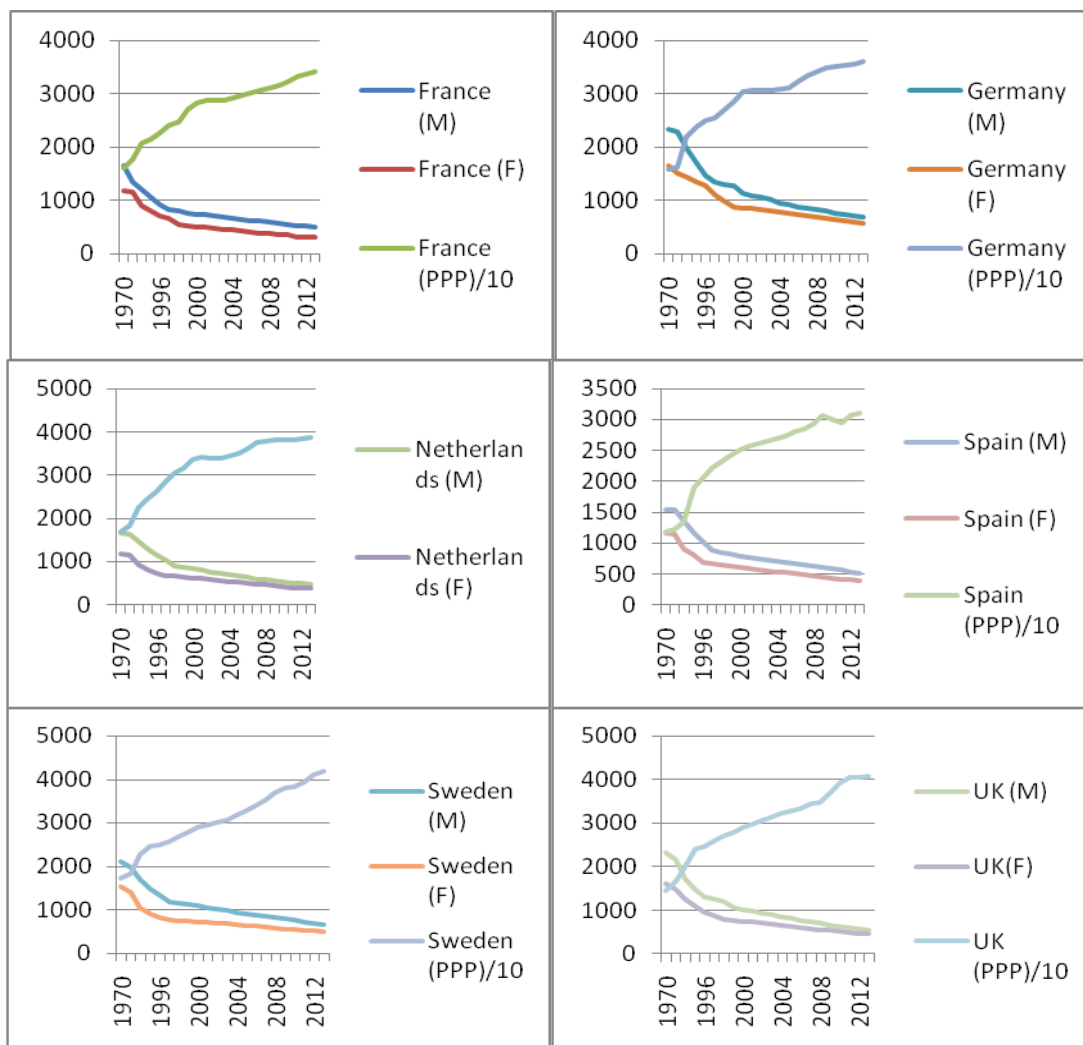 4000
3000
2000
1000
0
1970
1996
2000
2004
2008
2012
France
(M)
France (F)
France
(PPP)/10
4000
3000
2000
1000
0
1970
1996
2000
2004
2008
2012
Germany
(M)
Germany
(F)
Germany
(PPP)/10
5000
4000
3000
2000
1000
0
1970
1996
2000
2004
2008
2012
Netherlan
ds (M)
Netherlan
ds (F)
3500
3000
2500
2000
1500
1000
500
0
1970
1996
2000
2004
2008
2012
Spain (M)
Spain (F)
Spain
(PPP)/10
5000
4000
3000
2000
1000
0
1970
1996
2000
2004
2008
2012
Sweden
(M)
Sweden
(F)
Sweden
(PPP)/10
5000
4000
3000
2000
1000
0
1970
1996
2000
2004
2008
2012
UK (M)
UK(F)
UK
(PPP)/10